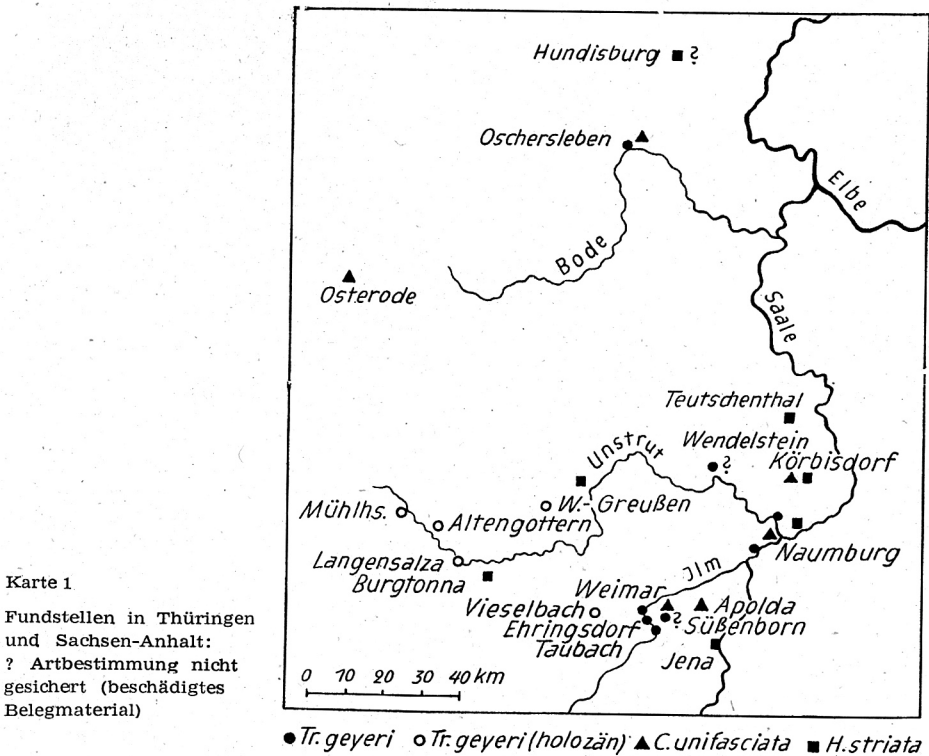 Hundisburg ?
Oschersleben
Elbe
Bode
Osterode
Saale
Teutschenthal
Wendelstein
?
Unstrut
Körbisdorf
W.-Greußen
Mühlhs.
Altengottern
Naumburg
Langensalza
Burgtonna
Jlm
Weimar
Vieselbach
Apolda
Ehringsdorf
? Süßenborn
Taubach
Jena
0 10 20 40 km
Karte 1
Fundstellen in Thüringen
und Sachsen-Anhalt:
? Artbestimmung nicht
gesichert (beschädigtes
Belegmaterial)
● Tr. geyeri ○ Tr. geyeri (holozän) ▲ C. unifasciata ■ H. striata